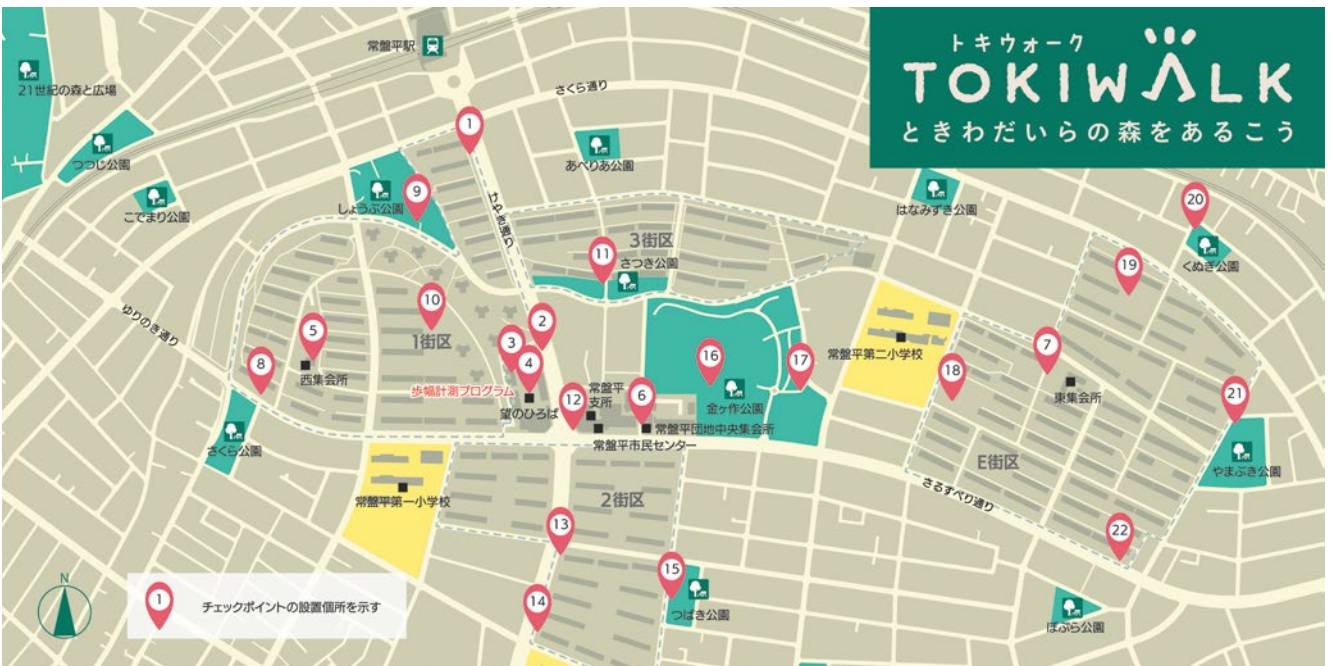 トキウォーク
TOKIWALK
ときわだいらの森をあるこう
常盤平駅
21世紀の森と広場
さくら通り
1
つつじ公園
あべりあ公園
こでまり公園
しょうぶ公園
9
けやき通り
はなみずき公園
20
3街区
11
さつき公園
19
くぬぎ公園
ゆりのき通り
10
5
1街区
2
3
4
西集会所
8
歩幅計測プログラム
望のひろば
12
常盤平
支所
6
16
17
金ヶ作公園
常盤平第二小学校
18
7
東集会所
21
常盤平団地中央集会所
常盤平市民センター
さくら公園
やまぶき公園
E街区
さるすべり通り
常盤平第一小学校
2街区
13
22
15
14
つばき公園
ぽぷら公園
N
1
チェックポイントの設置個所を示す